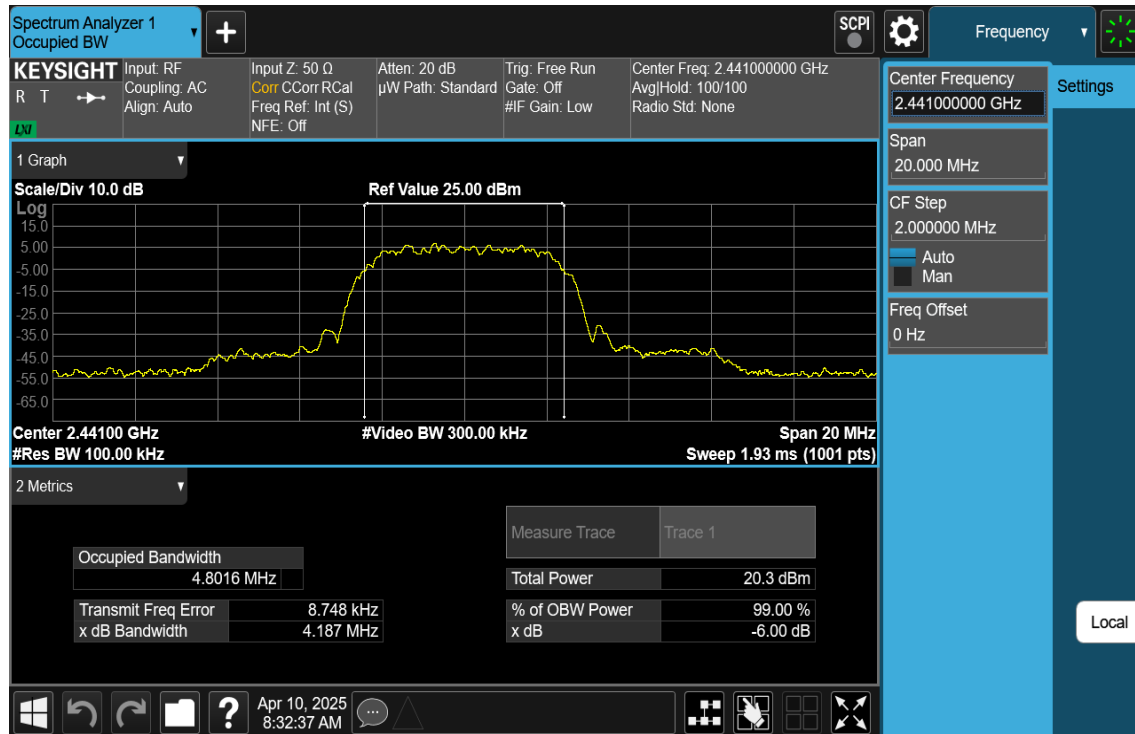 Spectrum Analyzer 1
Occupied BW
+
SCPI
Frequency
KEYSIGHT
R T
LXI
Input: RF
Coupling: AC
Align: Auto
Input Z: 50 Ω
Corr CCorr RCal
Freq Ref: Int (S)
NFE: Off
Atten: 20 dB
µW Path: Standard
Trig: Free Run
Gate: Off
#IF Gain: Low
Center Freq: 2.441000000 GHz
Avg|Hold: 100/100
Radio Std: None
Center Frequency
2.441000000 GHz
Settings
Span
20.000 MHz
CF Step
2.000000 MHz
Auto
Man
Freq Offset
0 Hz
Local
1 Graph
Scale/Div 10.0 dB
Ref Value 25.00 dBm
Log
15.0
5.00
-5.00
-15.0
-25.0
-35.0
-45.0
-55.0
-65.0
Center 2.44100 GHz
#Video BW 300.00 kHz
Span 20 MHz
#Res BW 100.00 kHz
Sweep 1.93 ms (1001 pts)
2 Metrics
Measure Trace
Trace 1
Occupied Bandwidth
4.8016 MHz
Total Power
20.3 dBm
Transmit Freq Error
8.748 kHz
% of OBW Power
99.00 %
x dB Bandwidth
4.187 MHz
x dB
-6.00 dB
?
Apr 10, 2025
8:32:37 AM